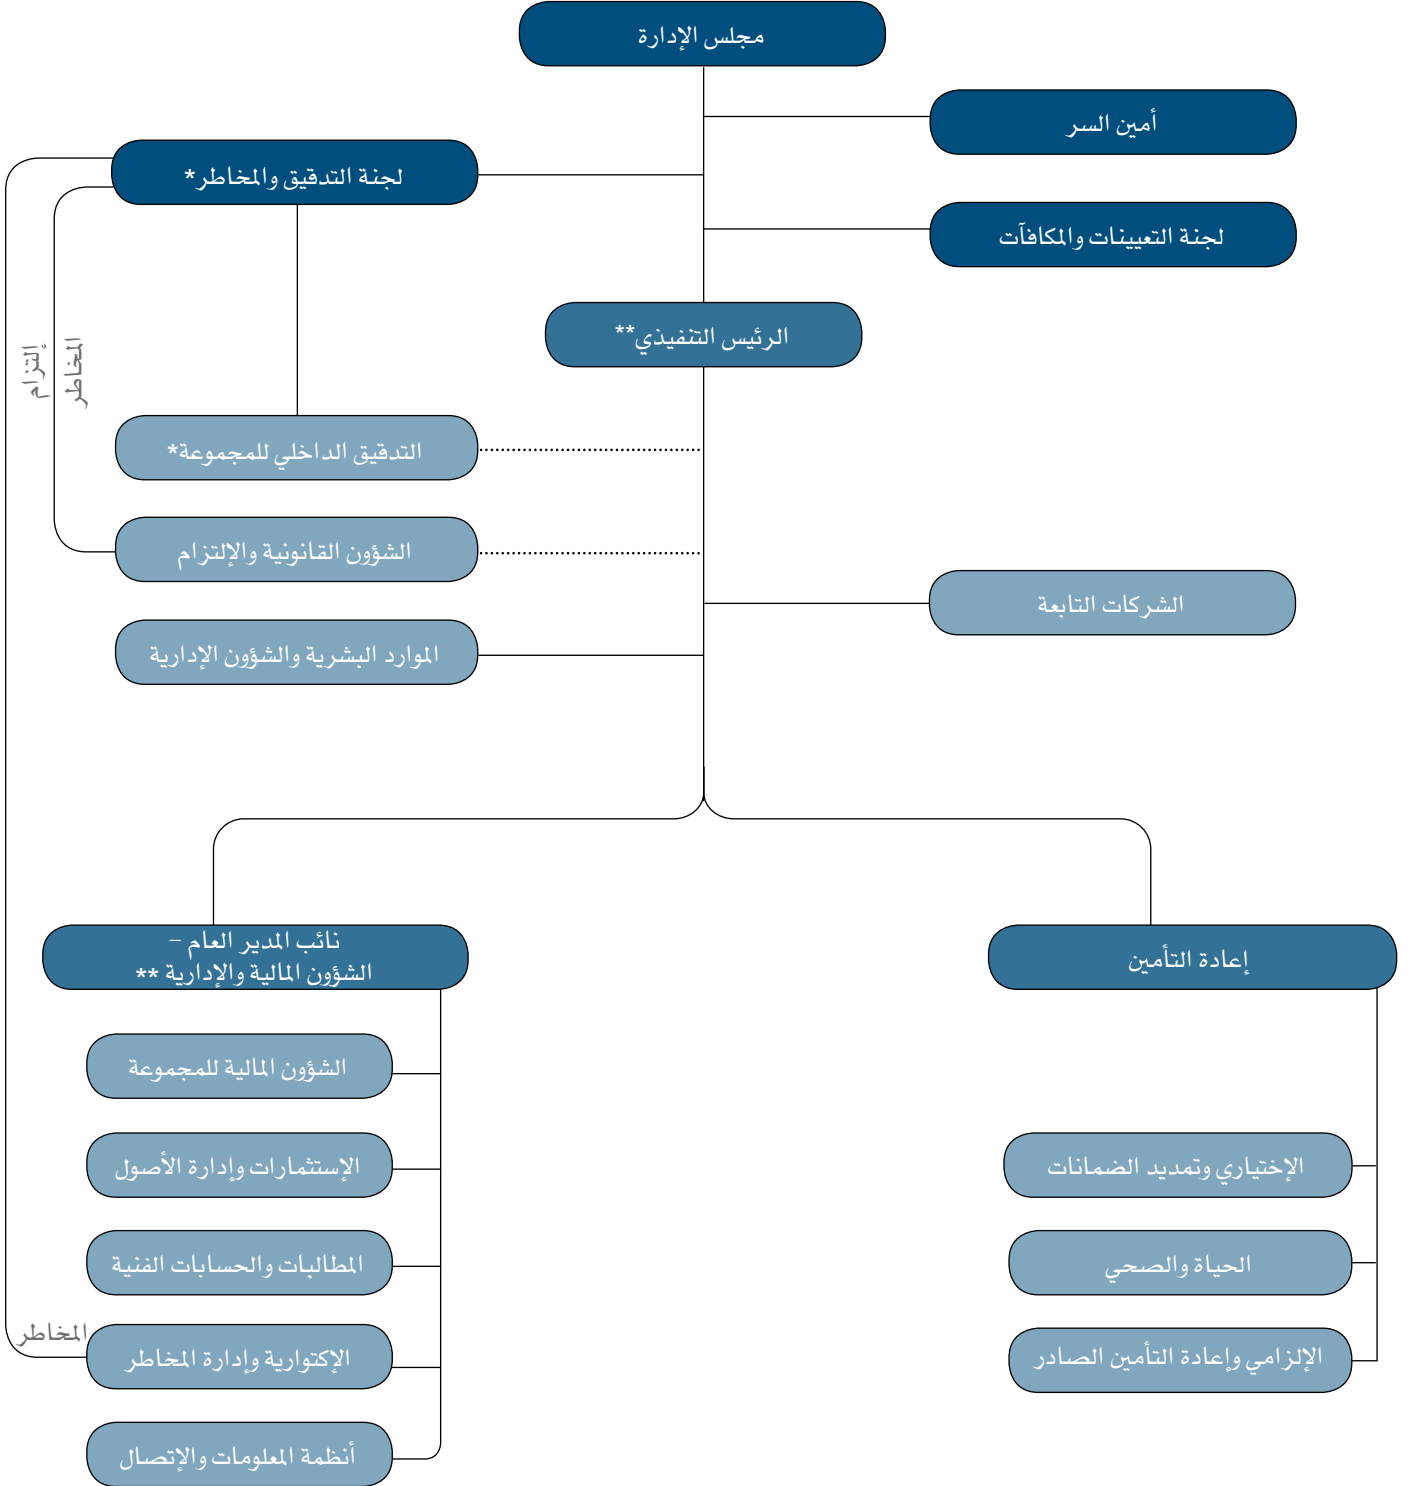 مجلس الإدارة
أمين السر
لجنة التدقيق والمخاطر*
لجنة التعيينات والمكافآت
الرئيس التنفيذي**
إلتزام
المخاطر
التدقيق الداخلي للمجموعة*
الشؤون القانونية والإلتزام
الشركات التابعة
الموارد البشرية والشؤون الإدارية
إعادة التأمين
الإختياري وتمديد الضمانات
الحياة والصحي
الإلزامي وإعادة التأمين الصادر
نائب المدير العام –
الشؤون المالية والإدارية **
الشؤون المالية للمجموعة
الإستثمارات وإدارة الأصول
المطالبات والحسابات الفنية
المخاطر
الإكتوارية وإدارة المخاطر
أنظمة المعلومات والإتصال